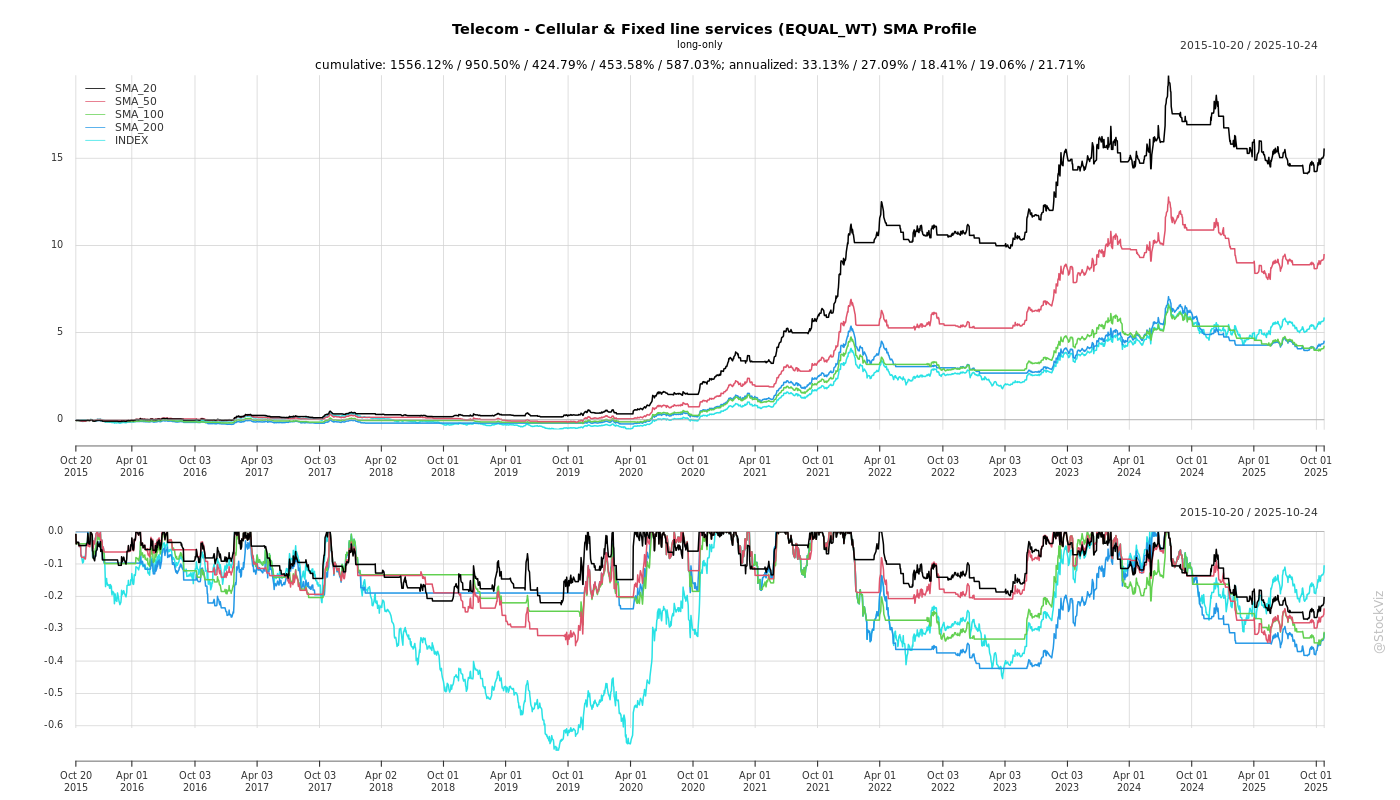 Telecom - Cellular & Fixed line services (EQUAL_WT) SMA Profile
long-only
2015-10-20 / 2025-10-24
cumulative: 1556.12% / 950.50% / 424.79% / 453.58% / 587.03%; annualized: 33.13% / 27.09% / 18.41% / 19.06% / 21.71%
SMA_20
SMA_50
SMA_100
SMA_200
INDEX
15
10
5
0
Oct 20 Apr 01 Oct 03 Apr 03 Oct 03 Apr 02 Oct 01 Apr 01 Oct 01 Apr 01 Oct 01 Apr 01 Oct 01 Apr 01 Oct 03 Apr 03 Oct 03 Apr 01 Oct 01 Apr 01 Oct 01
2015 2016 2016 2017 2017 2018 2018 2019 2019 2020 2020 2021 2021 2022 2022 2023 2023 2024 2024 2025 2025
2015-10-20 / 2025-10-24
0.0
-0.1
-0.2
-0.3
-0.4
-0.5
-0.6
Oct 20 Apr 01 Oct 03 Apr 03 Oct 03 Apr 02 Oct 01 Apr 01 Oct 01 Apr 01 Oct 01 Apr 01 Oct 01 Apr 01 Oct 03 Apr 03 Oct 03 Apr 01 Oct 01 Apr 01 Oct 01
2015 2016 2016 2017 2017 2018 2018 2019 2019 2020 2020 2021 2021 2022 2022 2023 2023 2024 2024 2025 2025
@StockViz